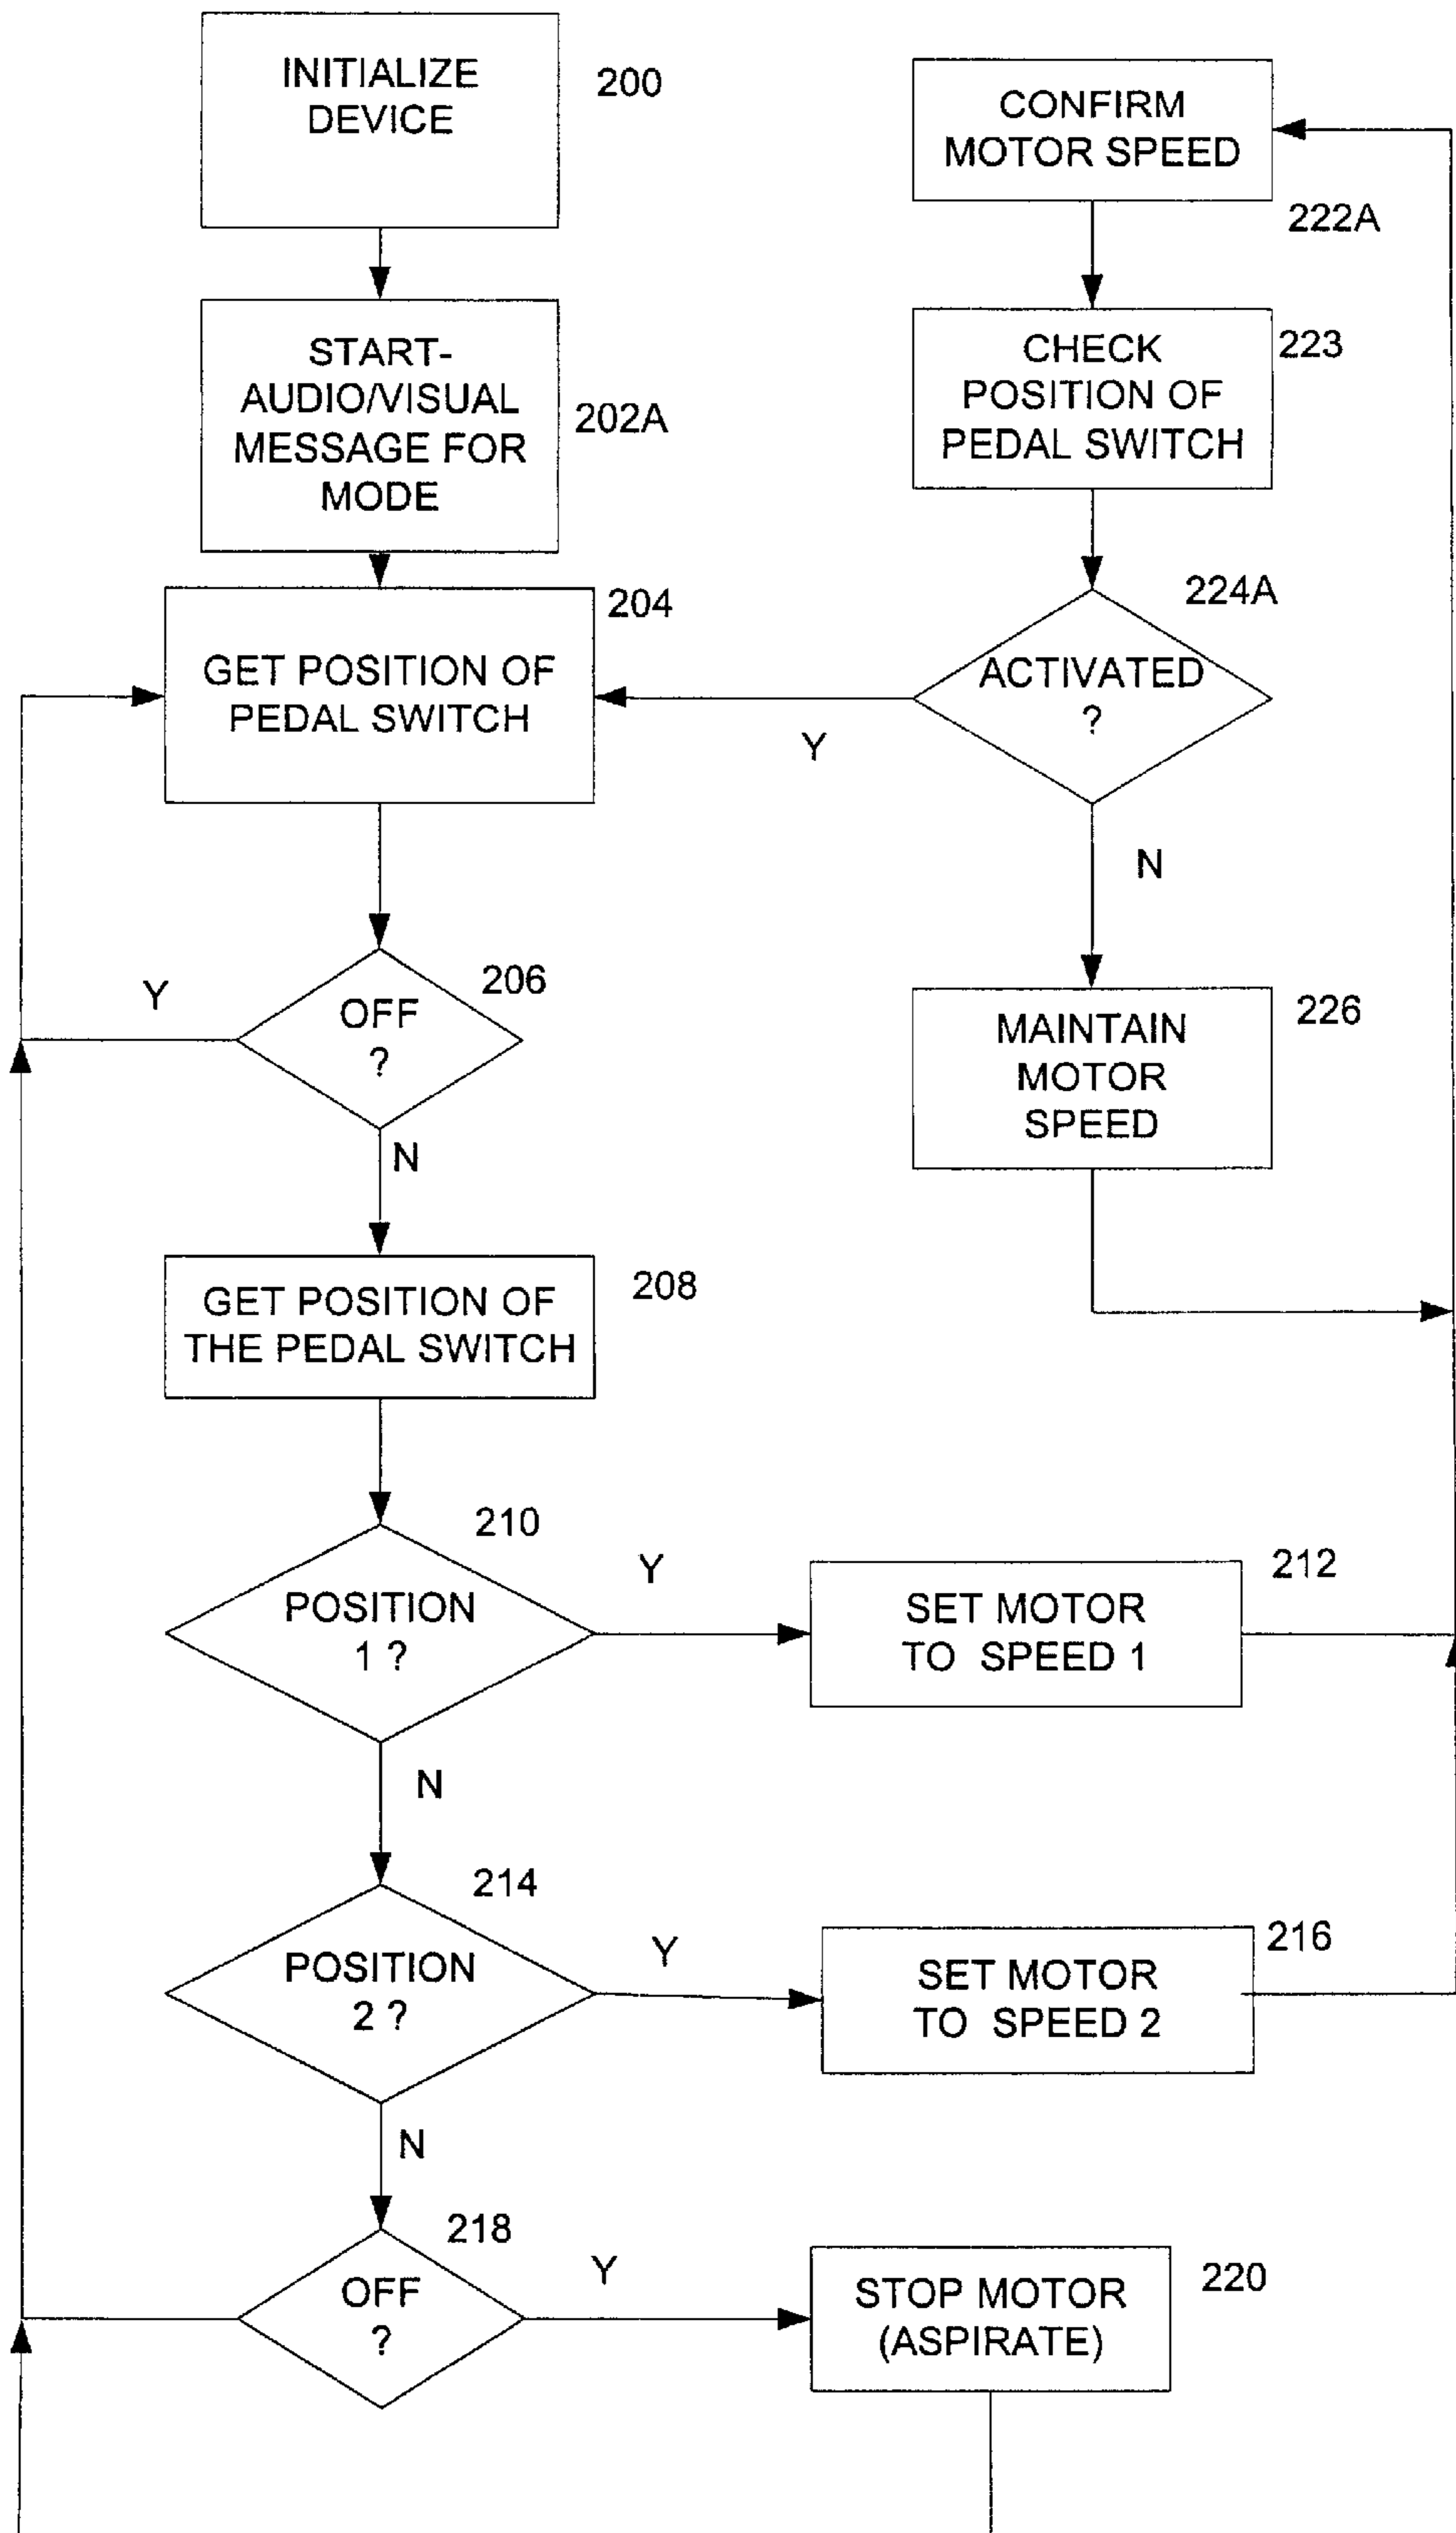 INITIALIZE
DEVICE
200
START-
AUDIO/VISUAL
MESSAGE FOR
MODE
202A
204
GET POSITION OF
PEDAL SWITCH
206
Y
OFF
?
N
208
GET POSITION OF
THE PEDAL SWITCH
210
POSITION
1 ?
Y
212
SET MOTOR
TO SPEED 1
N
214
POSITION
2 ?
Y
216
SET MOTOR
TO SPEED 2
N
218
OFF
?
Y
220
STOP MOTOR
(ASPIRATE)
CONFIRM
MOTOR SPEED
222A
CHECK
POSITION OF
PEDAL SWITCH
223
224A
ACTIVATED
?
Y
N
MAINTAIN
MOTOR
SPEED
226